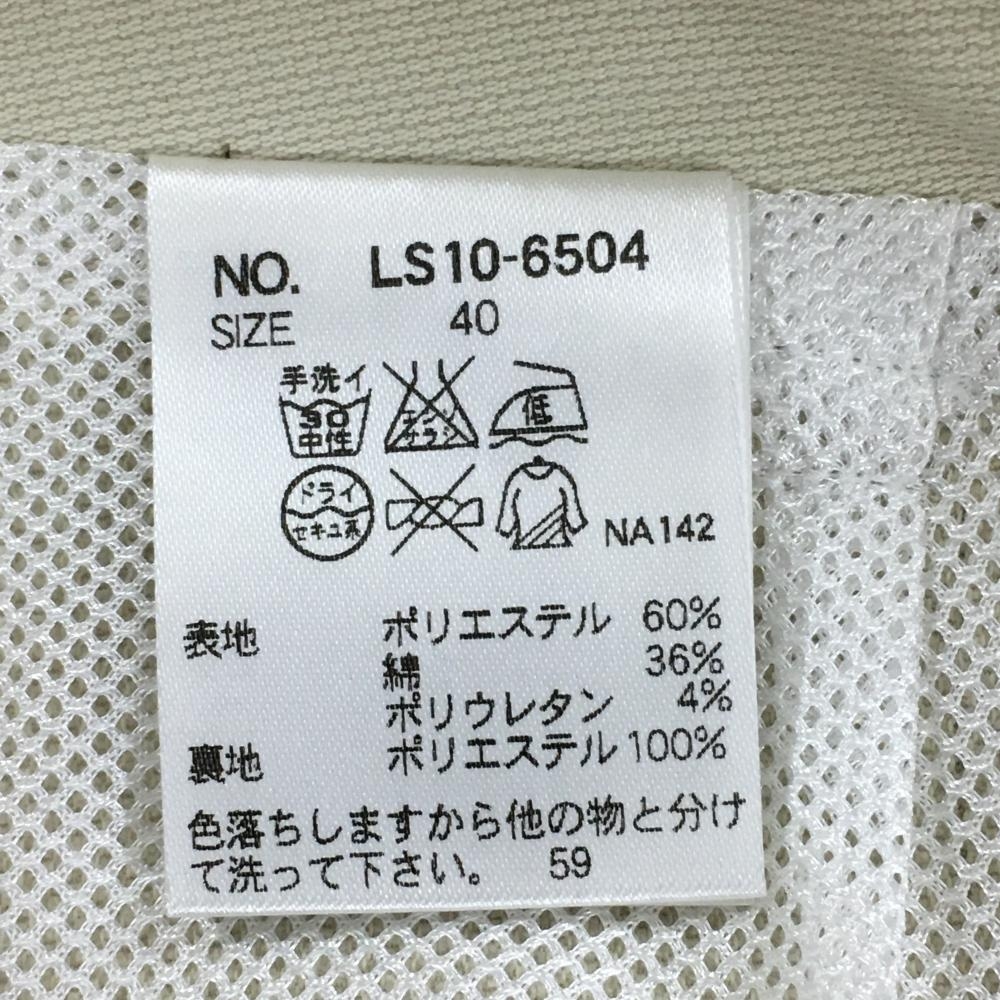 NO. LS10-6504
SIZE 40
手洗イ
30
中性
エンソ
サラシ
低
ドライ
セキユ系
NA142
表地 ポリエステル 60%
綿 36%
ポリウレタン 4%
裏地 ポリエステル 100%
色落ちしますから他の物と分け
て洗って下さい。 59